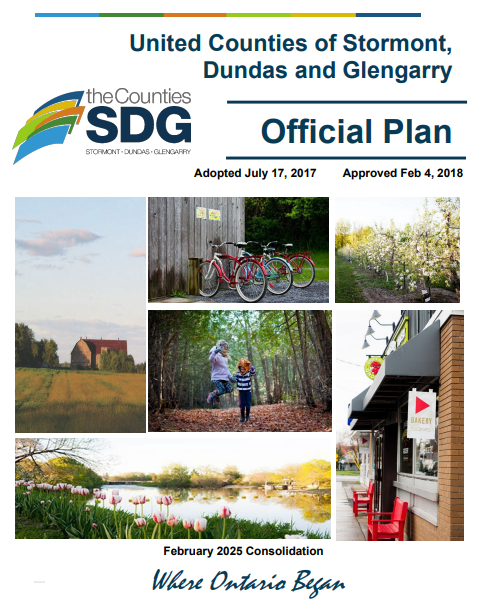 United Counties of Stormont,
Dundas and Glengarry
theCounties
SDG
STORMONT · DUNDAS · GLENGARRY
Official Plan
Adopted July 17, 2017 Approved Feb 4, 2018
BAKERY
February 2025 Consolidation
Where Ontario Began